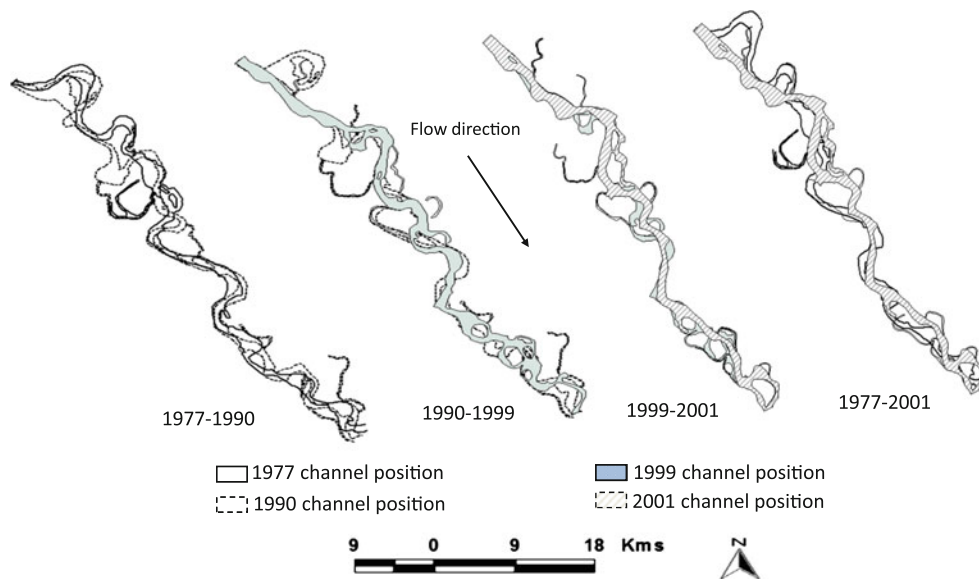 Flow direction
1977-1990
1990-1999
1999-2001
1977-2001
1977 channel position
1999 channel position
1990 channel position
2001 channel position
9 0 9 18 Kms
N